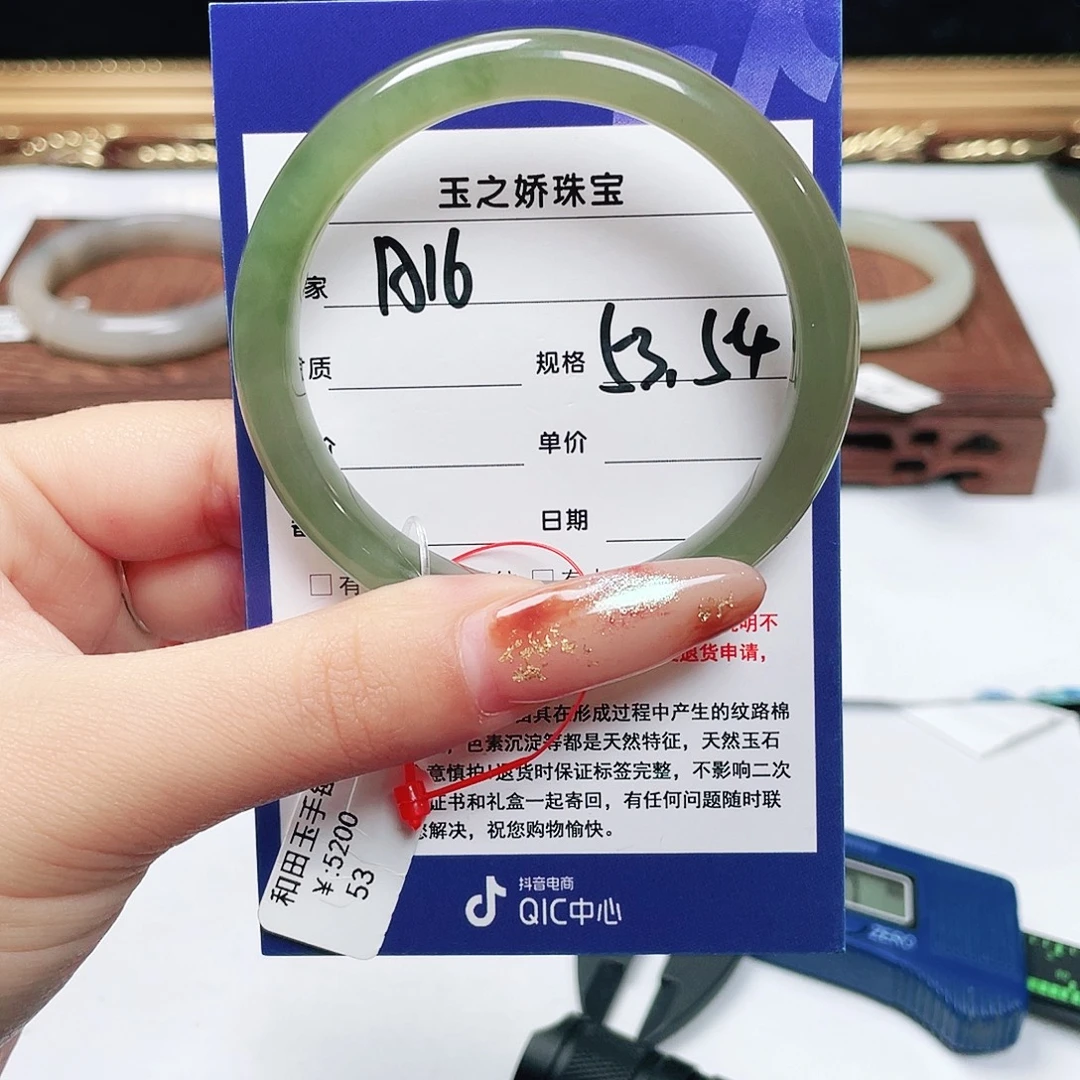 玉之娇珠宝
家 A16
质 规格 53.54
单价
日期
□有
明不
退货申请，
其在形成过程中产生的纹路棉
，色素沉淀等都是天然特征，天然玉石
意慎护!退货时保证标签完整，不影响二次
证书和礼盒一起寄回，有任何问题随时联
解决，祝您购物愉快。
和田玉手
¥:5200
53
抖音电商
QIC中心
ZERO